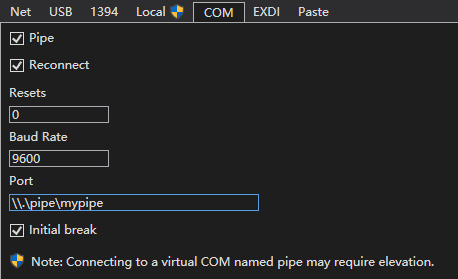 Net USB 1394 Local COM EXDI Paste
Pipe
Reconnect
Resets
0
Baud Rate
9600
Port
\\.\pipe\mypipe
Initial break
Note: Connecting to a virtual COM named pipe may require elevation.